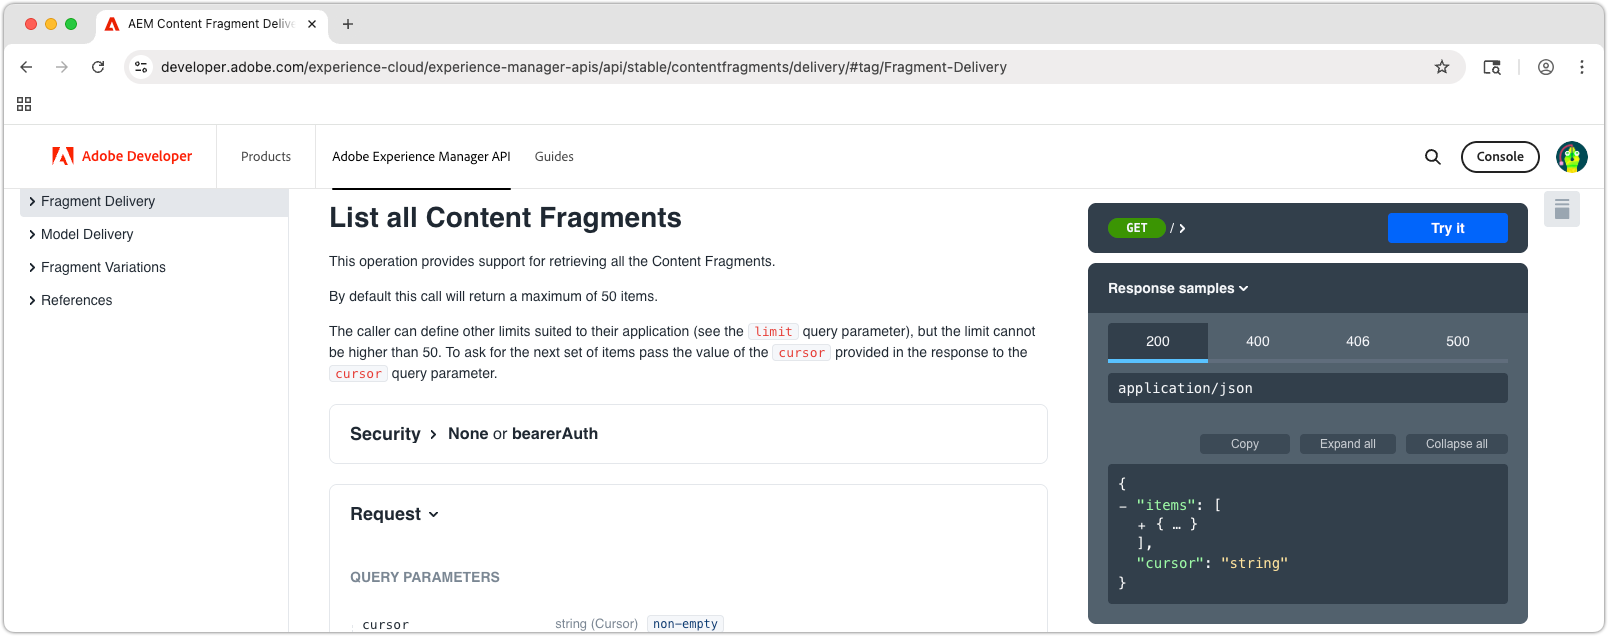 AEM Content Fragment Delive
developer.adobe.com/experience-cloud/experience-manager-apis/api/stable/contentfragments/delivery/#tag/Fragment-Delivery
Adobe Developer
Products
Adobe Experience Manager API
Guides
Console
Fragment Delivery
Model Delivery
Fragment Variations
References
List all Content Fragments
This operation provides support for retrieving all the Content Fragments.
By default this call will return a maximum of 50 items.
The caller can define other limits suited to their application (see the limit query parameter), but the limit cannot
be higher than 50. To ask for the next set of items pass the value of the cursor provided in the response to the
cursor query parameter.
Security > None or bearerAuth
Request
QUERY PARAMETERS
cursor string (Cursor) non-empty
GET / > Try it
Response samples
200 400 406 500
application/json
Copy Expand all Collapse all
{
– "items": [
+ { … }
],
"cursor": "string"
}